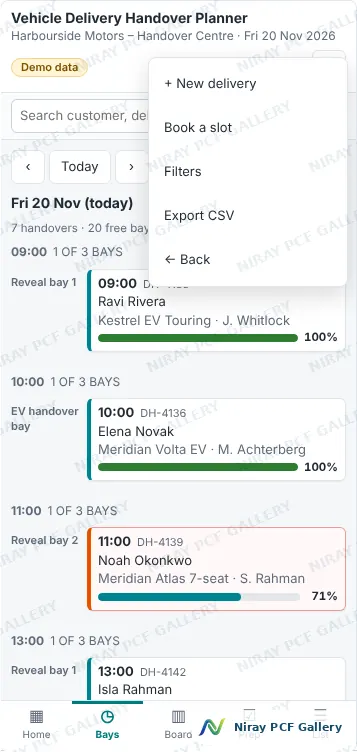 Vehicle Delivery Handover Planner
Harbourside Motors – Handover Centre · Fri 20 Nov 2026
Demo data
+ New delivery
Search customer, del
Book a slot
‹ Today ›
Filters
Fri 20 Nov (today)
Export CSV
7 handovers · 20 free bay
09:00 1 OF 3 BAYS
← Back
Reveal bay 1
09:00
Ravi Rivera
Kestrel EV Touring · J. Whitlock
100%
10:00 1 OF 3 BAYS
EV handover
bay
10:00 DH-4136
Elena Novak
Meridian Volta EV · M. Achterberg
100%
11:00 1 OF 3 BAYS
Reveal bay 2
11:00 DH-4139
Noah Okonkwo
Meridian Atlas 7-seat · S. Rahman
71%
13:00 1 OF 3 BAYS
Reveal bay 1
13:00 DH-4142
Isla Rahman
Home Bays Board
Niray PCF Gallery
NIRAY PCF GALLERY